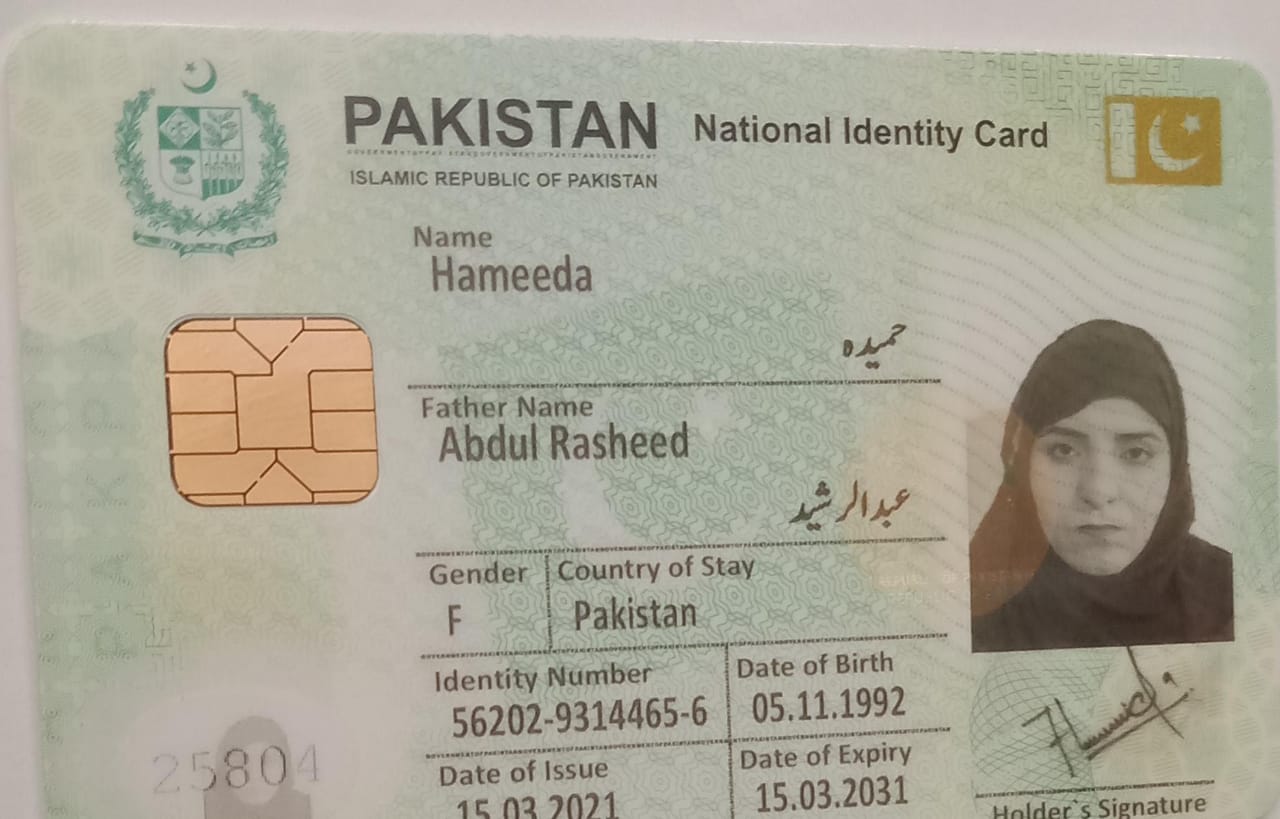 PAKISTAN National Identity Card
ISLAMIC REPUBLIC OF PAKISTAN
Name
Hameeda
حمیدہ
Father Name
Abdul Rasheed
عبدالرشید
Gender Country of Stay
F Pakistan
Identity Number Date of Birth
56202-9314465-6 05.11.1992
Date of Issue Date of Expiry
15.03.2021 15.03.2031
25804
Holder`s Signature